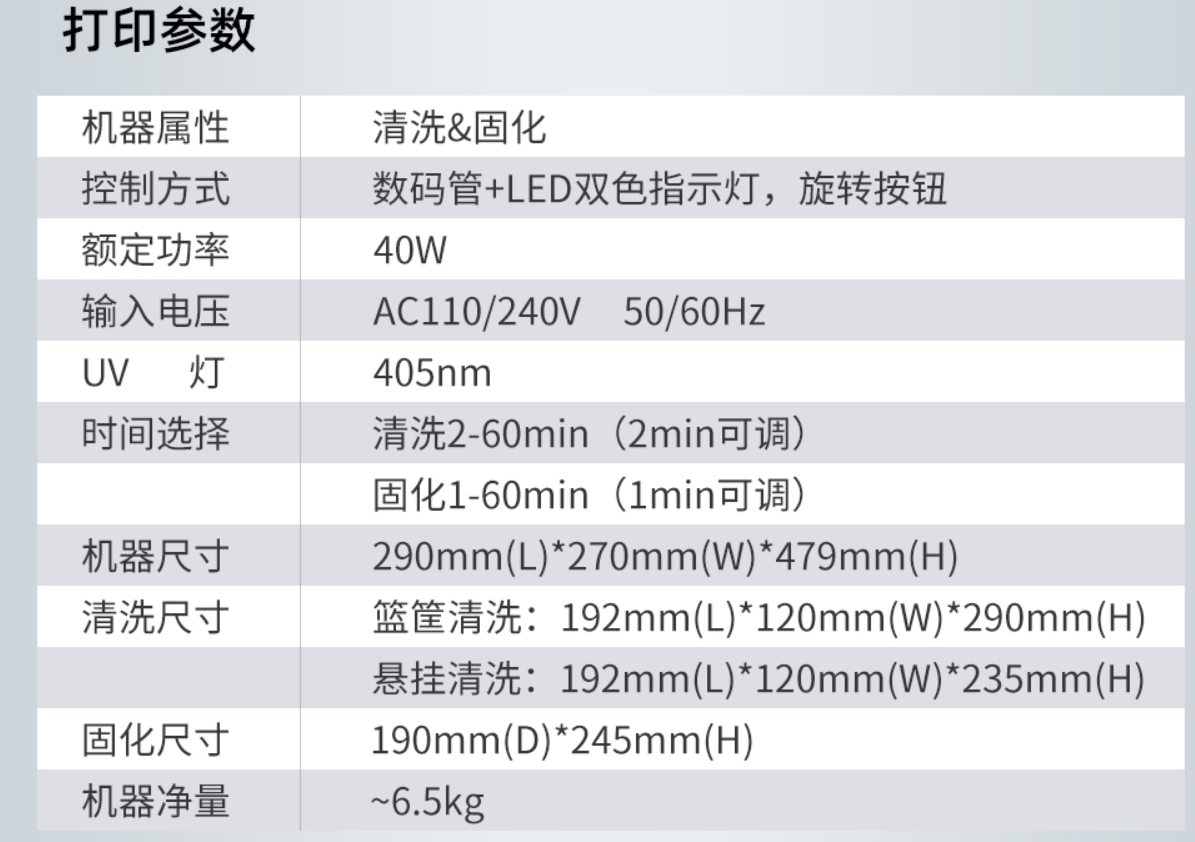 打印参数
机器属性 清洗&固化
控制方式 数码管+LED双色指示灯，旋转按钮
额定功率 40W
输入电压 AC110/240V 50/60Hz
UV 灯 405nm
时间选择 清洗2-60min（2min可调）
固化1-60min（1min可调）
机器尺寸 290mm(L)*270mm(W)*479mm(H)
清洗尺寸 篮筐清洗：192mm(L)*120mm(W)*290mm(H)
悬挂清洗：192mm(L)*120mm(W)*235mm(H)
固化尺寸 190mm(D)*245mm(H)
机器净量 ~6.5kg